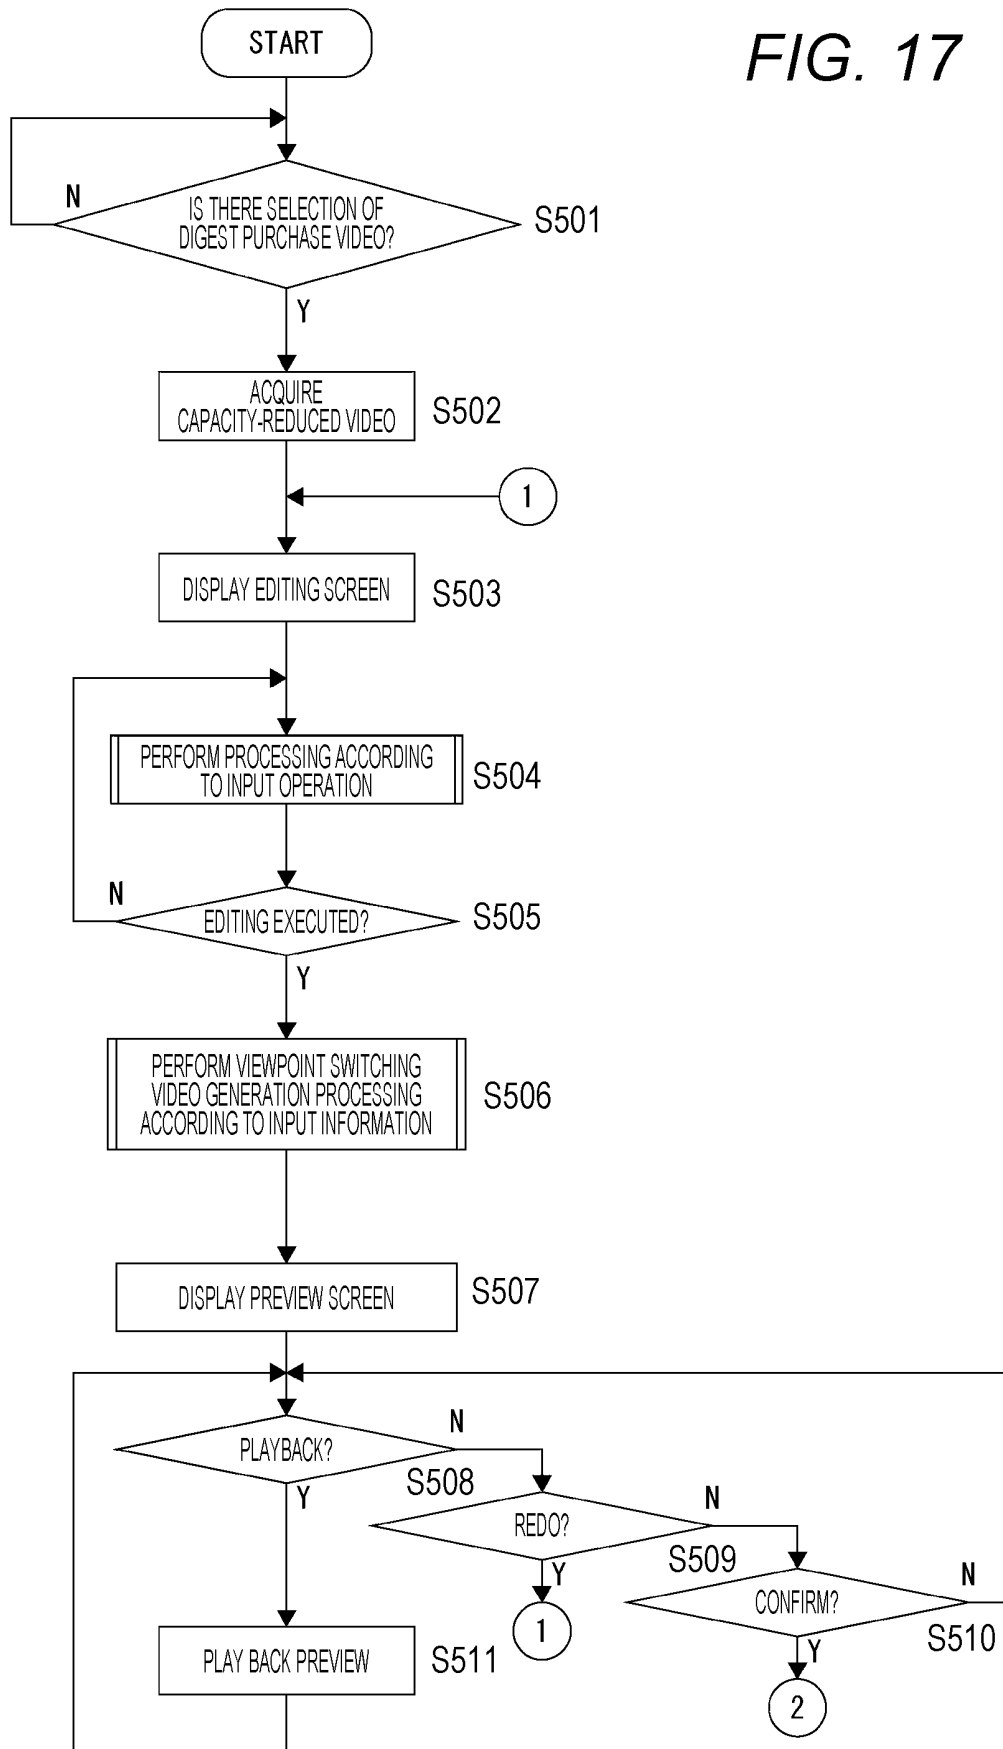 START
FIG. 17
N
IS THERE SELECTION OF
DIGEST PURCHASE VIDEO?
S501
Y
ACQUIRE
CAPACITY-REDUCED VIDEO
S502
1
DISPLAY EDITING SCREEN
S503
PERFORM PROCESSING ACCORDING
TO INPUT OPERATION
S504
N
EDITING EXECUTED?
S505
Y
PERFORM VIEWPOINT SWITCHING
VIDEO GENERATION PROCESSING
ACCORDING TO INPUT INFORMATION
S506
DISPLAY PREVIEW SCREEN
S507
PLAYBACK?
N
S508
Y
REDO?
N
S509
Y
1
CONFIRM?
N
S510
Y
2
PLAY BACK PREVIEW
S511